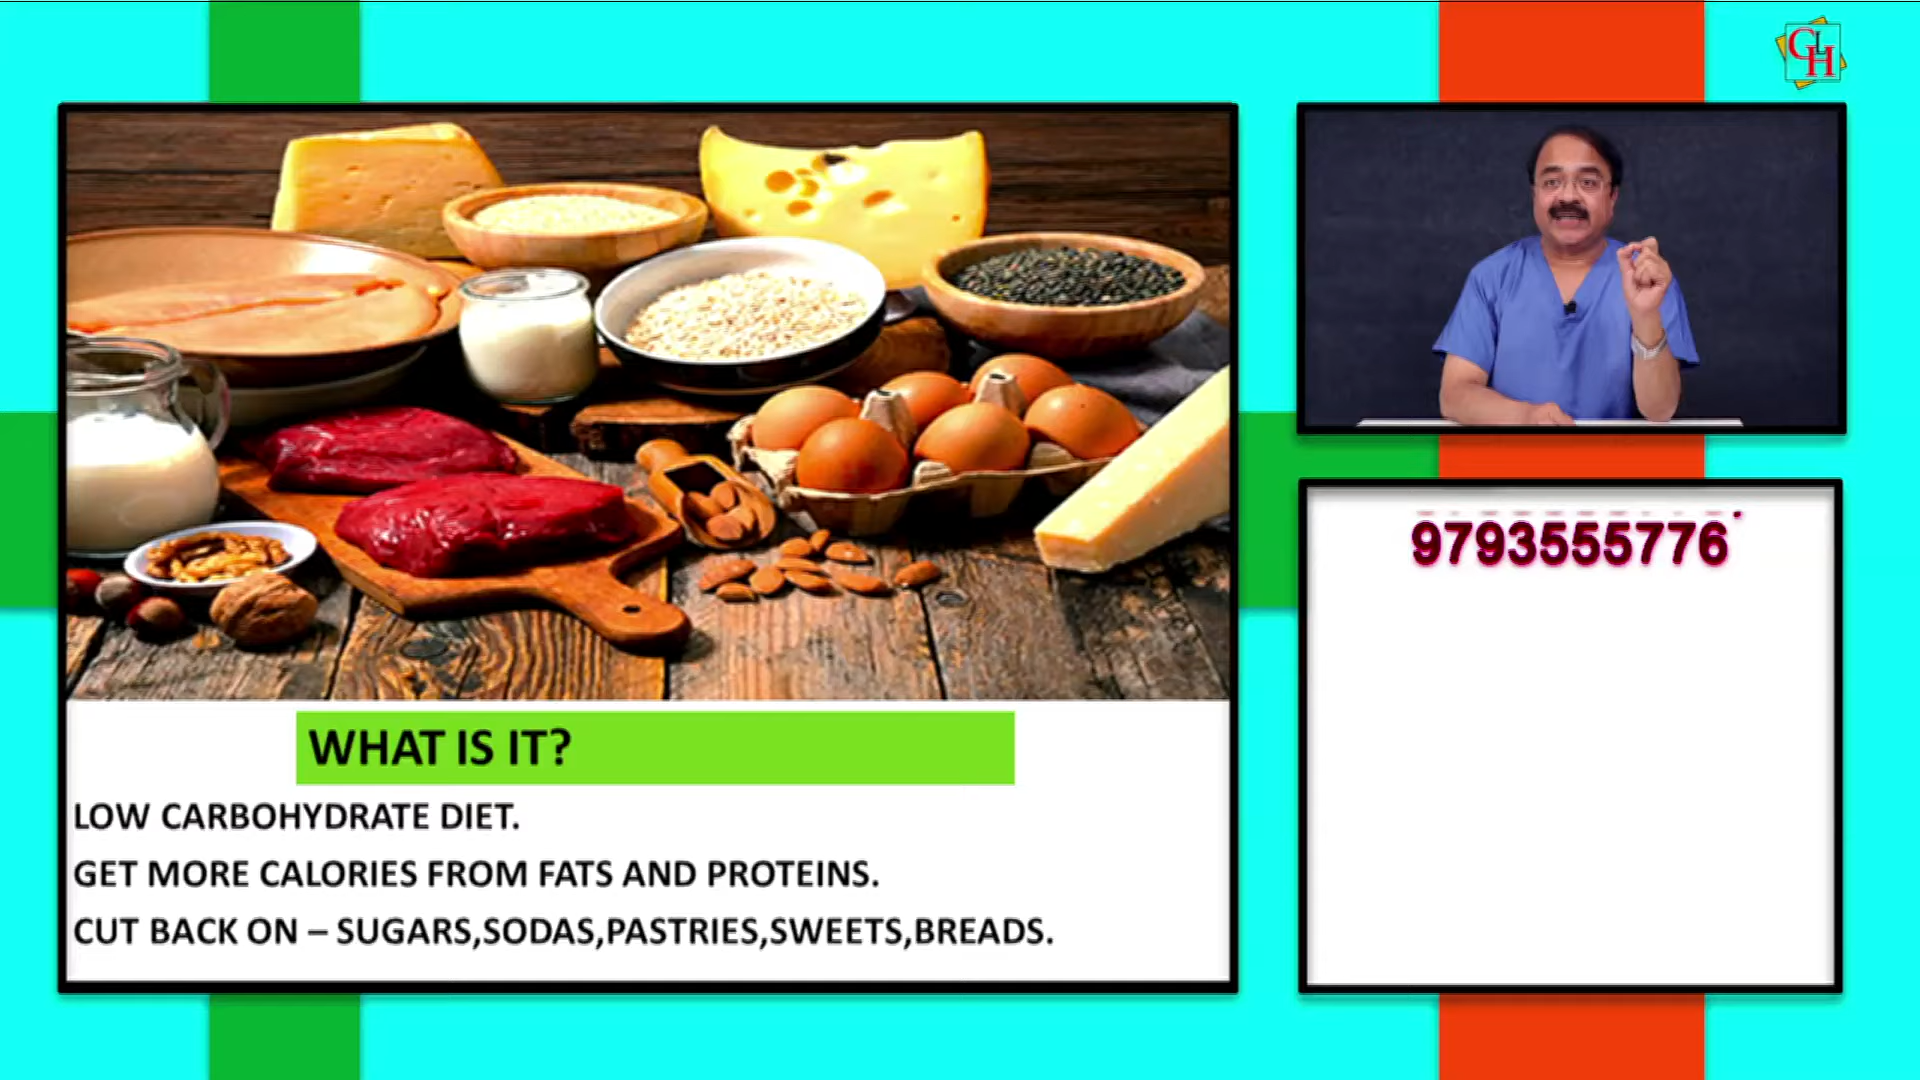 GLH
WHAT IS IT?
LOW CARBOHYDRATE DIET.
GET MORE CALORIES FROM FATS AND PROTEINS.
CUT BACK ON – SUGARS,SODAS,PASTRIES,SWEETS,BREADS.
9793555776